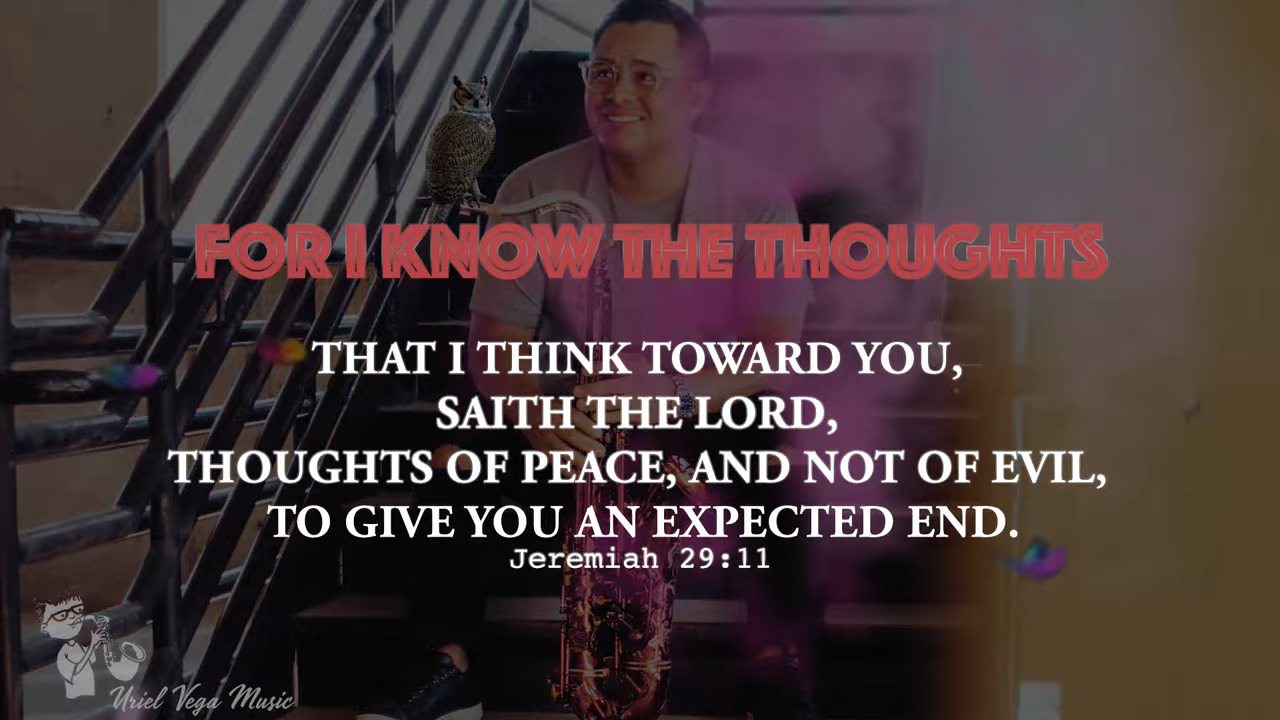 FOR I KNOW THE THOUGHTS
THAT I THINK TOWARD YOU,
SAITH THE LORD,
THOUGHTS OF PEACE, AND NOT OF EVIL,
TO GIVE YOU AN EXPECTED END.
Jeremiah 29:11
Uriel Vega Music